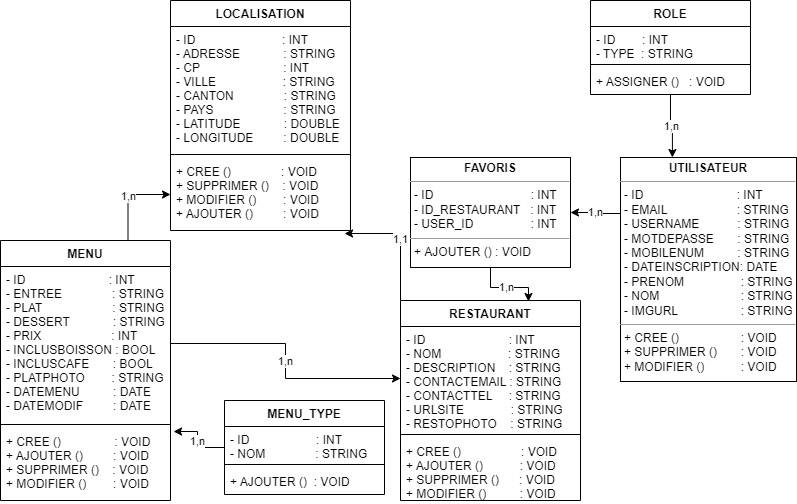 LOCALISATION
- ID : INT
- ADRESSE : STRING
- CP : INT
- VILLE : STRING
- CANTON : STRING
- PAYS : STRING
- LATITUDE : DOUBLE
- LONGITUDE : DOUBLE
+ CREE () : VOID
+ SUPPRIMER () : VOID
+ MODIFIER () : VOID
+ AJOUTER () : VOID
ROLE
- ID : INT
- TYPE : STRING
+ ASSIGNER () : VOID
1,n
FAVORIS
- ID : INT
- ID_RESTAURANT : INT
- USER_ID : INT
+ AJOUTER () : VOID
1,n
UTILISATEUR
- ID : INT
- EMAIL : STRING
- USERNAME : STRING
- MOTDEPASSE : STRING
- MOBILENUM : STRING
- DATEINSCRIPTION: DATE
- PRENOM : STRING
- NOM : STRING
- IMGURL : STRING
+ CREE () : VOID
+ SUPPRIMER () : VOID
+ MODIFIER () : VOID
1,n
1,1
1,n
MENU
- ID : INT
- ENTREE : STRING
- PLAT : STRING
- DESSERT : STRING
- PRIX : INT
- INCLUSBOISSON : BOOL
- INCLUSCAFE : BOOL
- PLATPHOTO : STRING
- DATEMENU : DATE
- DATEMODIF : DATE
+ CREE () : VOID
+ AJOUTER () : VOID
+ SUPPRIMER () : VOID
+ MODIFIER () : VOID
1,n
1,n
MENU_TYPE
- ID : INT
- NOM : STRING
+ AJOUTER () : VOID
RESTAURANT
- ID : INT
- NOM : STRING
- DESCRIPTION : STRING
- CONTACTEMAIL : STRING
- CONTACTTEL : STRING
- URLSITE : STRING
- RESTOPHOTO : STRING
+ CREE () : VOID
+ AJOUTER () : VOID
+ SUPPRIMER () : VOID
+ MODIFIER () : VOID